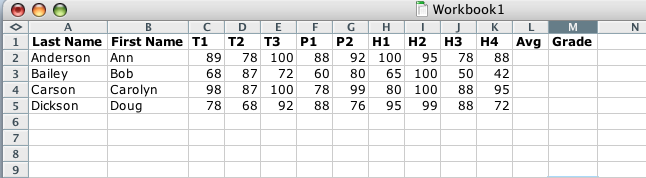 Workbook1
A B C D E F G H I J K L M N
1 Last Name First Name T1 T2 T3 P1 P2 H1 H2 H3 H4 Avg Grade
2 Anderson Ann 89 78 100 88 92 100 95 78 88
3 Bailey Bob 68 87 72 60 80 65 100 50 42
4 Carson Carolyn 98 87 100 78 99 80 100 88 95
5 Dickson Doug 78 68 92 88 76 95 99 88 72
6
7
8
9